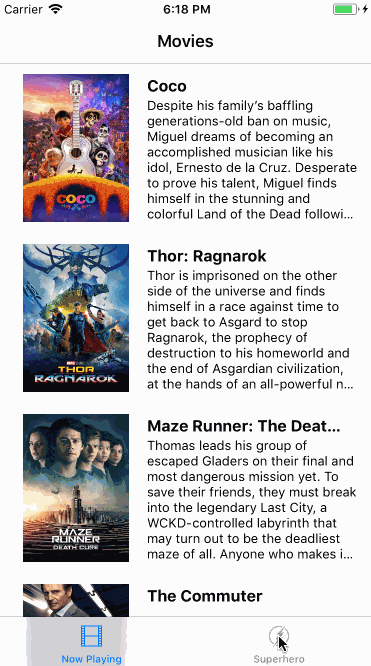 Carrier 6:18 PM
Movies
Coco
Despite his family's baffling
generations-old ban on music,
Miguel dreams of becoming an
accomplished musician like his
idol, Ernesto de la Cruz. Desperate
to prove his talent, Miguel finds
himself in the stunning and
colorful Land of the Dead followi...
COCO
Thor: Ragnarok
Thor is imprisoned on the other
side of the universe and finds
himself in a race against time to
get back to Asgard to stop
Ragnarok, the prophecy of
destruction to his homeworld and
the end of Asgardian civilization,
at the hands of an all-powerful n...
THOR
RAGNAROK
Maze Runner: The Deat...
Thomas leads his group of
escaped Gladers on their final and
most dangerous mission yet. To
save their friends, they must break
into the legendary Last City, a
WCKD-controlled labyrinth that
may turn out to be the deadliest
maze of all. Anyone who makes i...
MAZE
RUNNER
DEATH CURE
The Commuter
Now Playing
Superhero